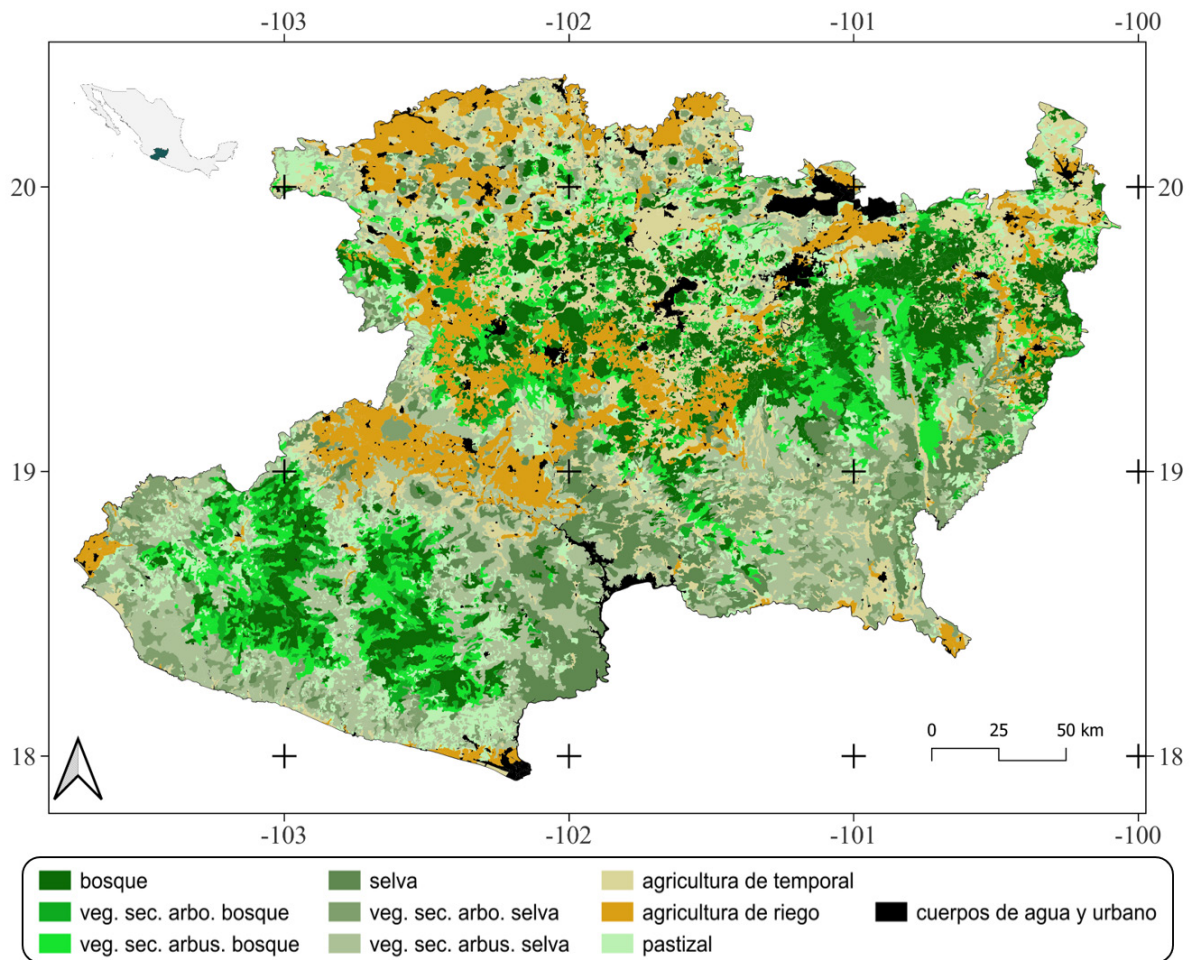 -103 -102 -101 -100
20 20
19 19
18 18
0 25 50 km
-103 -102 -101 -100
bosque selva agricultura de temporal
veg. sec. arbo. bosque veg. sec. arbo. selva agricultura de riego cuerpos de agua y urbano
veg. sec. arbus. bosque veg. sec. arbus. selva pastizal